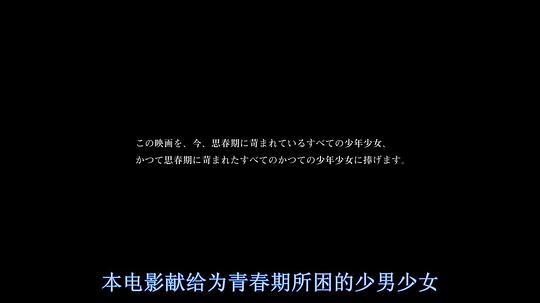 この映画を、今、思春期に苛まれているすべての少年少女、
かつて思春期に苛まれたすべてのかつての少年少女に捧げます。
本电影献给为青春期所困的少男少女